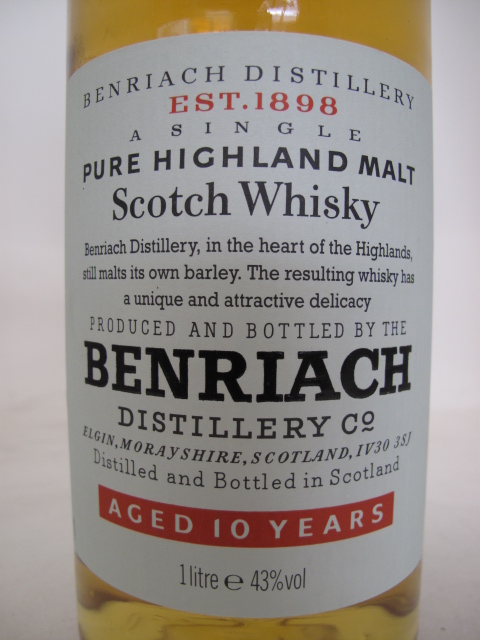 BENRIACH DISTILLERY
EST.1898
A SINGLE
PURE HIGHLAND MALT
Scotch Whisky
Benriach Distillery, in the heart of the Highlands,
still malts its own barley. The resulting whisky has
a unique and attractive delicacy
PRODUCED AND BOTTLED BY THE
BENRIACH
DISTILLERY Cº
ELGIN, MORAYSHIRE, SCOTLAND, IV30 3SJ
Distilled and Bottled in Scotland
AGED 10 YEARS
1 litre ℮ 43% vol